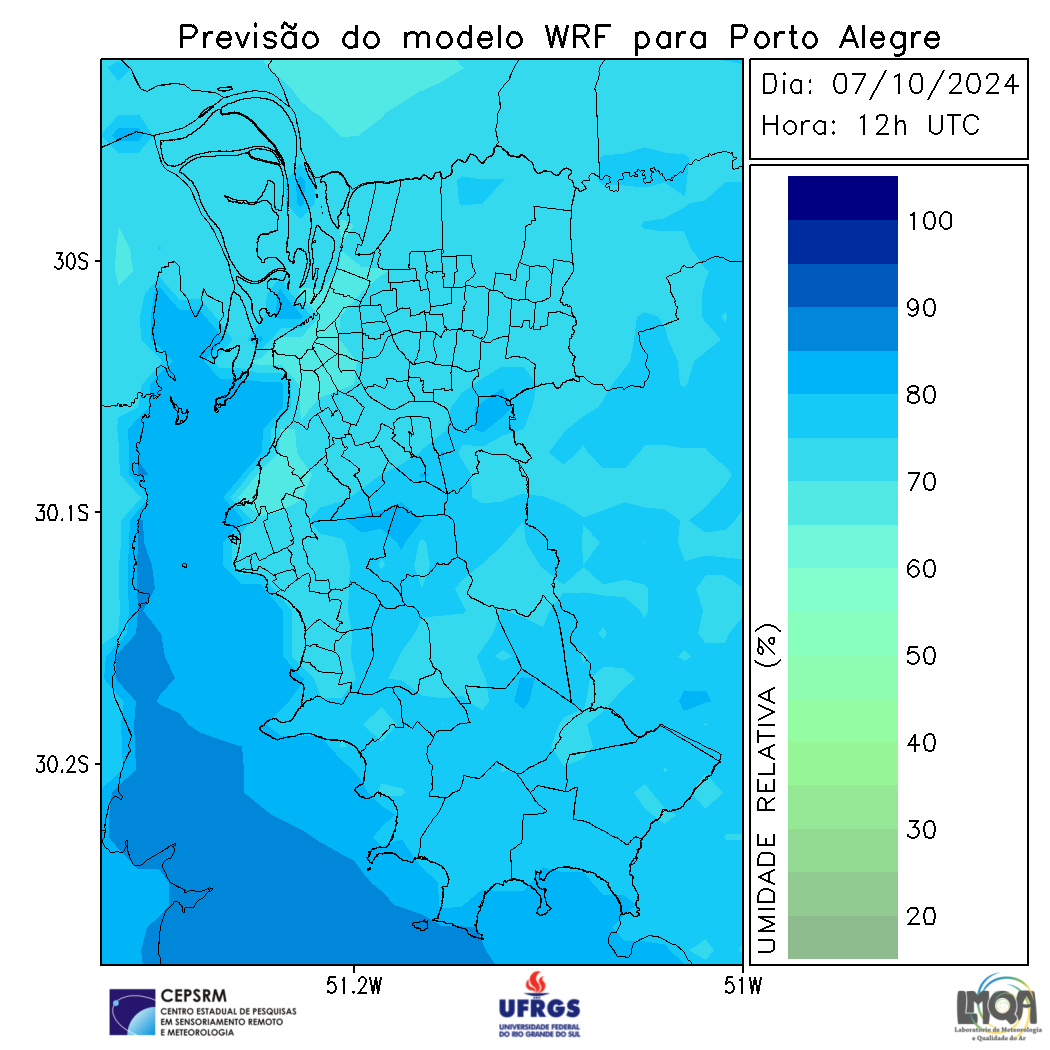 Previsão do modelo WRF para Porto Alegre
Dia: 07/10/2024
Hora: 12h UTC
100
90
80
70
60
50
40
30
20
UMIDADE RELATIVA (%)
30S
30.1S
30.2S
51.2W
51W
CEPSRM
CENTRO ESTADUAL DE PESQUISAS
EM SENSORIAMENTO REMOTO
E METEOROLOGIA
UFRGS
UNIVERSIDADE FEDERAL
DO RIO GRANDE DO SUL
LMQA
Laboratório de Meteorologia
e Qualidade do Ar